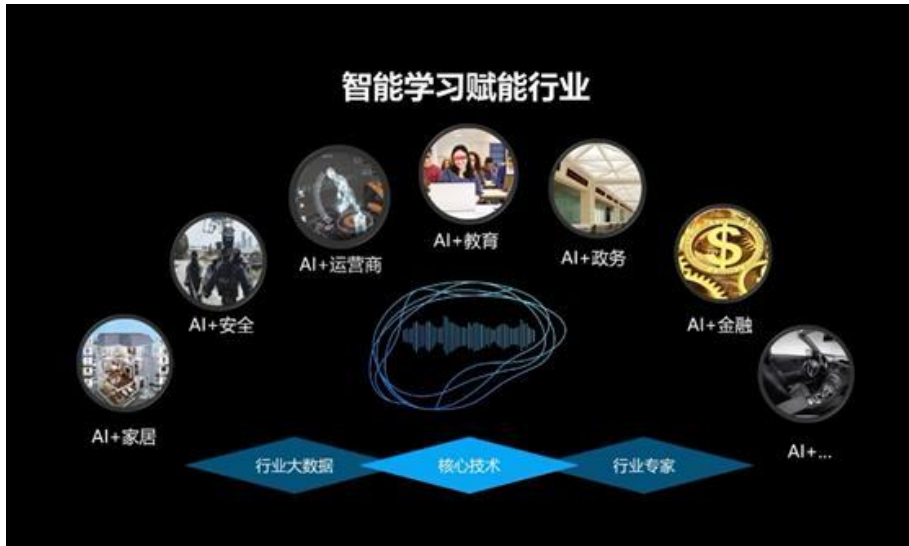 智能学习赋能行业
AI+教育
AI+运营商
AI+政务
AI+安全
AI+金融
AI+家居
AI+...
行业大数据
核心技术
行业专家